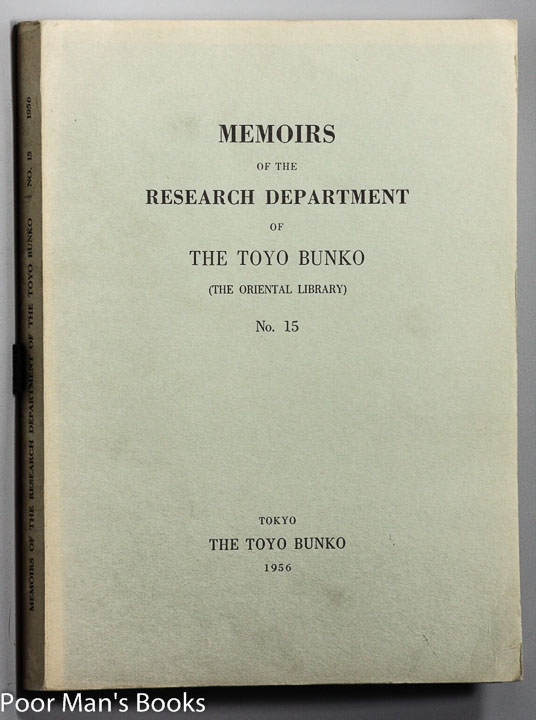 MEMOIRS
OF THE
RESEARCH DEPARTMENT
OF
THE TOYO BUNKO
(THE ORIENTAL LIBRARY)
No. 15
TOKYO
THE TOYO BUNKO
1956
MEMOIRS OF THE RESEARCH DEPARTMENT OF THE TOYO BUNKO NO. 15 1956
Poor Man's Books